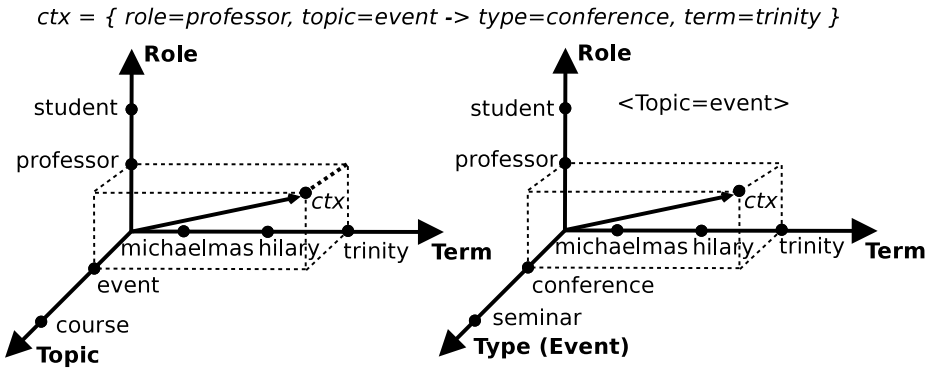 ctx = { role=professor, topic=event -> type=conference, term=trinity }
Role
student
professor
ctx
michaelmas hilary trinity
Term
event
course
Topic
Role
<Topic=event>
student
professor
ctx
michaelmas hilary trinity
Term
conference
seminar
Type (Event)